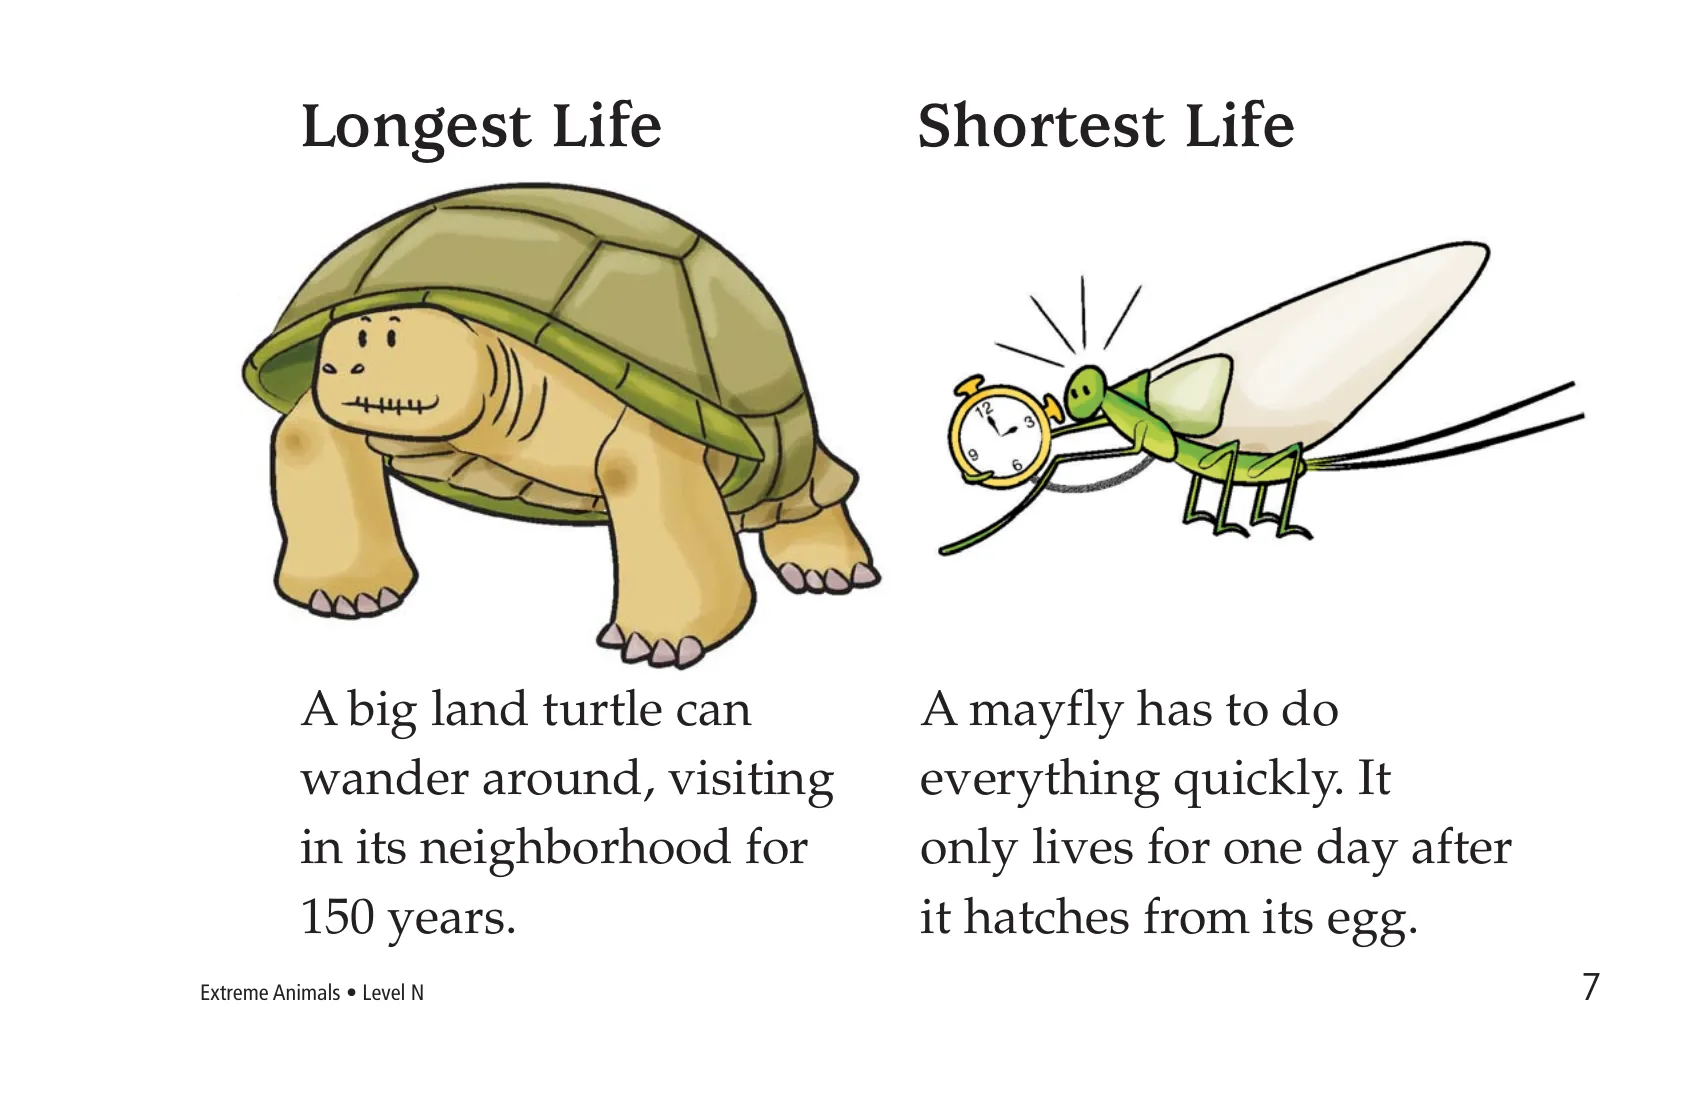 Longest Life
A big land turtle can
wander around, visiting
in its neighborhood for
150 years.
Shortest Life
12
3
6
9
A mayfly has to do
everything quickly. It
only lives for one day after
it hatches from its egg.
Extreme Animals • Level N
7